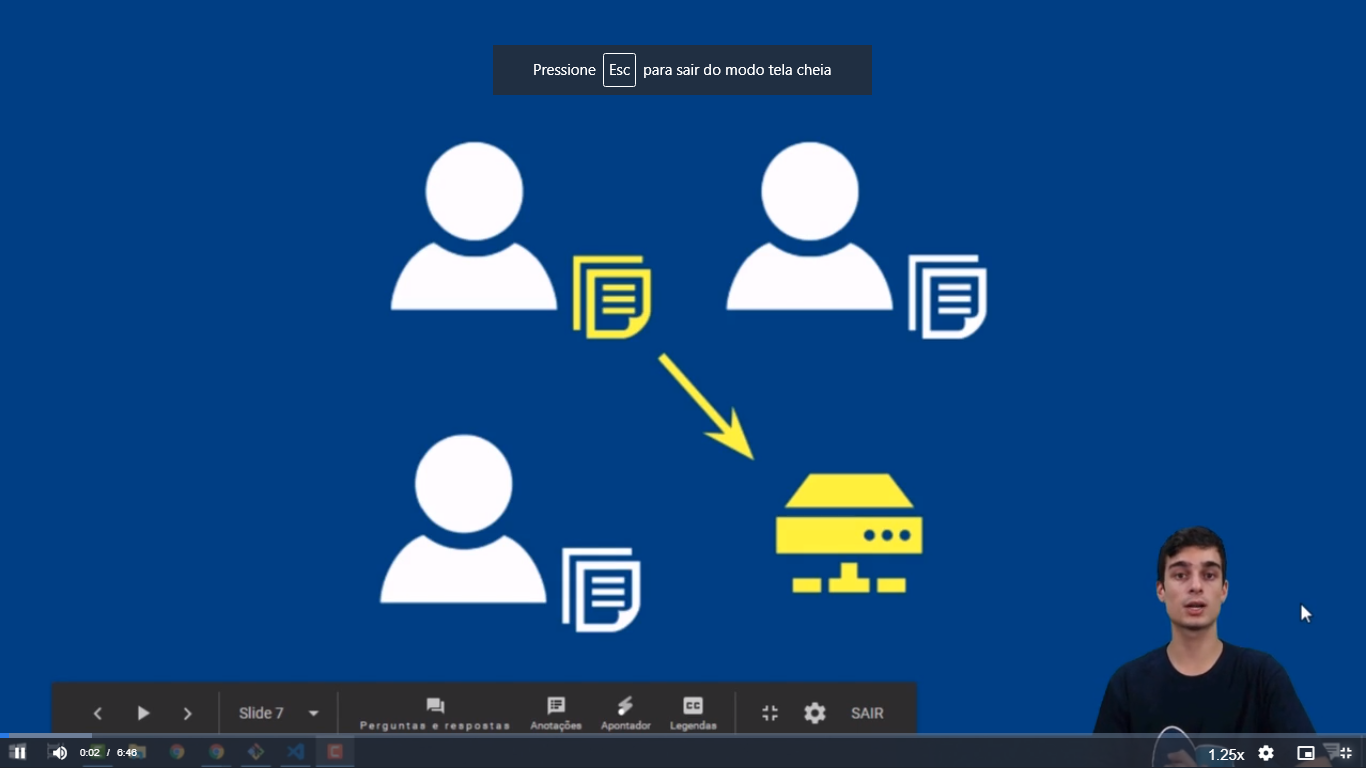 Pressione Esc para sair do modo tela cheia
Slide 7
Perguntas e respostas
Anotações
Apontador
CC
Legendas
SAIR
0:02 / 6:46
1.25x